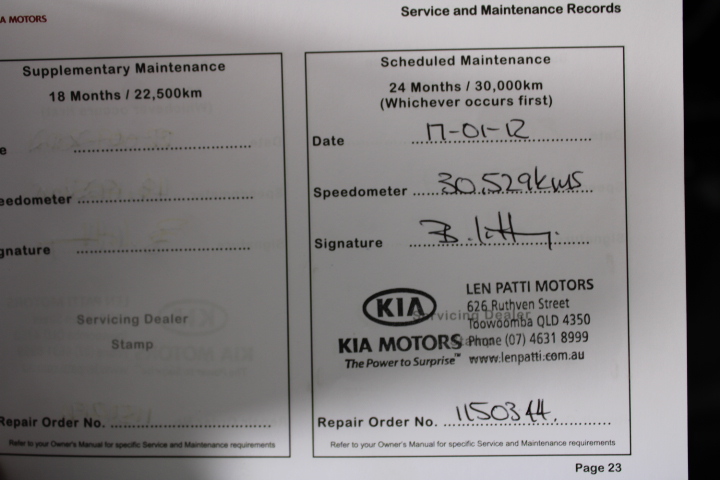 A MOTORS
Service and Maintenance Records
Supplementary Maintenance
18 Months / 22,500km
e ..........
eedometer ..........
gnature ..........
Servicing Dealer
Stamp
Repair Order No. ..........
Refer to your Owner's Manual for specific Service and Maintenance requirements
Scheduled Maintenance
24 Months / 30,000km
(Whichever occurs first)
Date 17-01-12
Speedometer 30,529kms
Signature
KIA
KIA MOTORS
The Power to Surprise™
LEN PATTI MOTORS
626 Ruthven Street
Servicing Dealer
Toowoomba QLD 4350
Phone (07) 4631 8999
www.lenpatti.com.au
Repair Order No. 1150344.
Refer to your Owner's Manual for specific Service and Maintenance requirements
Page 23